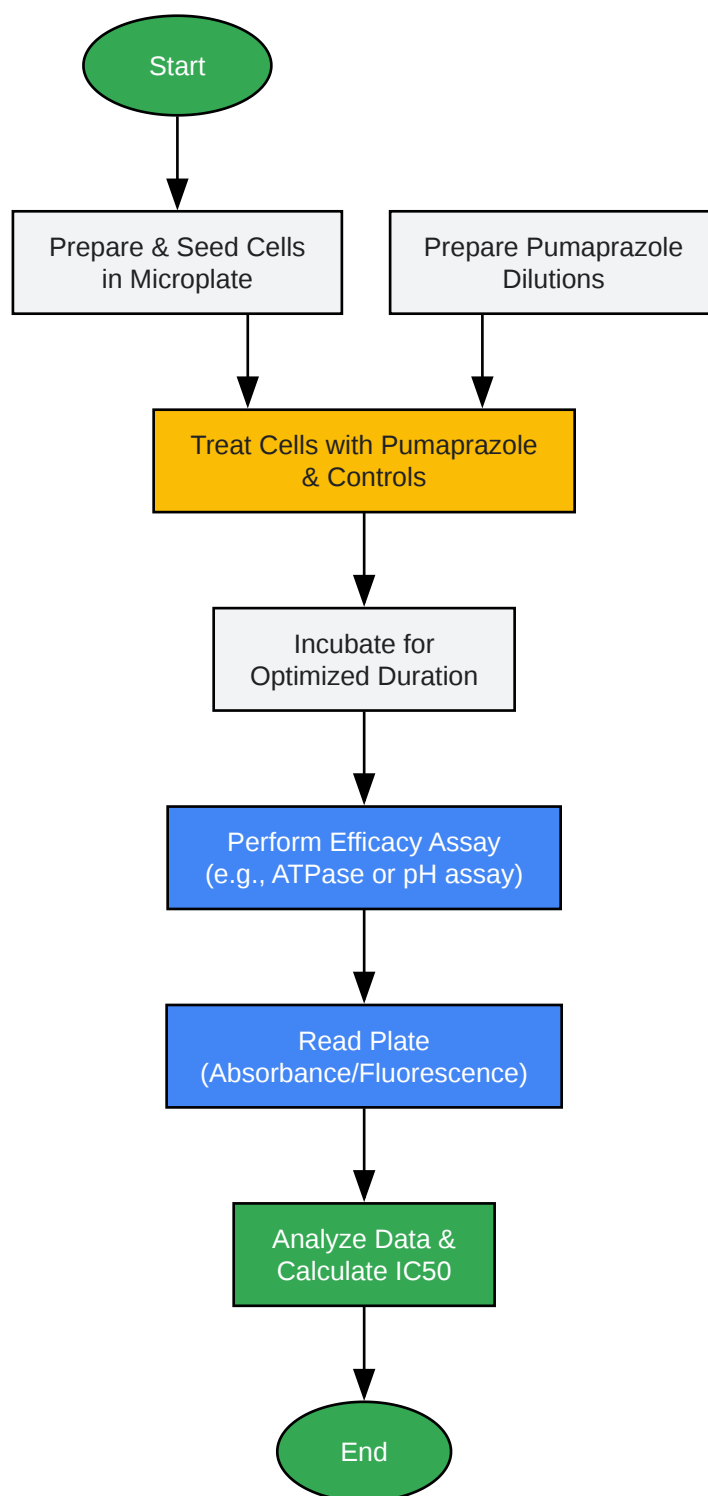 Start
Prepare & Seed Cells
in Microplate
Prepare Pumaprazole
Dilutions
Treat Cells with Pumaprazole
& Controls
Incubate for
Optimized Duration
Perform Efficacy Assay
(e.g., ATPase or pH assay)
Read Plate
(Absorbance/Fluorescence)
Analyze Data &
Calculate IC50
End